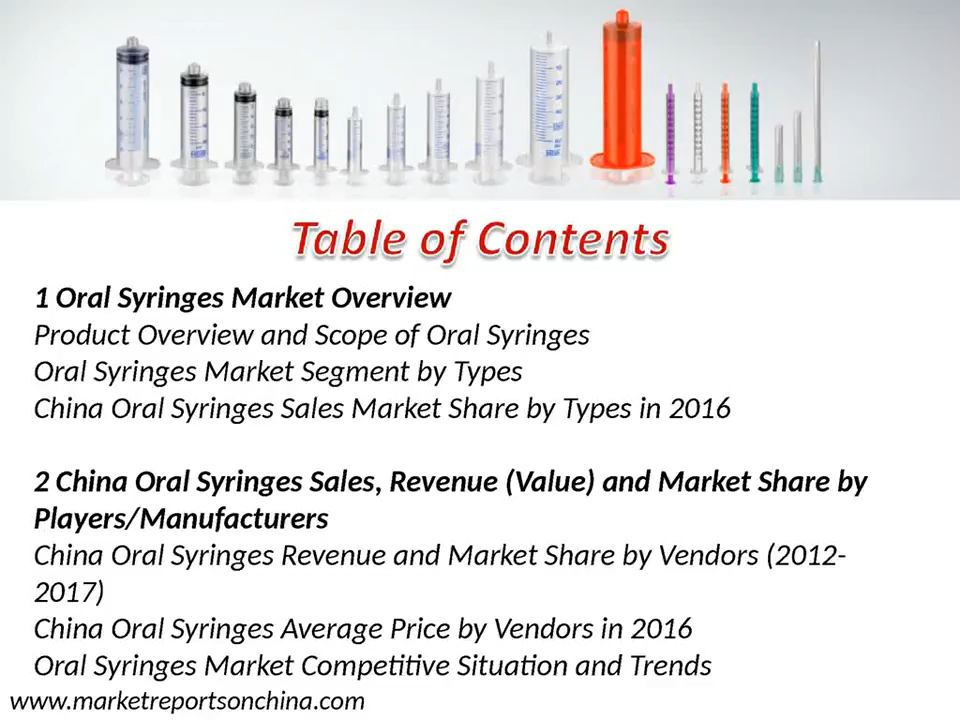 Table of Contents
1 Oral Syringes Market Overview
Product Overview and Scope of Oral Syringes
Oral Syringes Market Segment by Types
China Oral Syringes Sales Market Share by Types in 2016
2 China Oral Syringes Sales, Revenue (Value) and Market Share by
Players/Manufacturers
China Oral Syringes Revenue and Market Share by Vendors (2012-
2017)
China Oral Syringes Average Price by Vendors in 2016
Oral Syringes Market Competitive Situation and Trends
www.marketreportsonchina.com